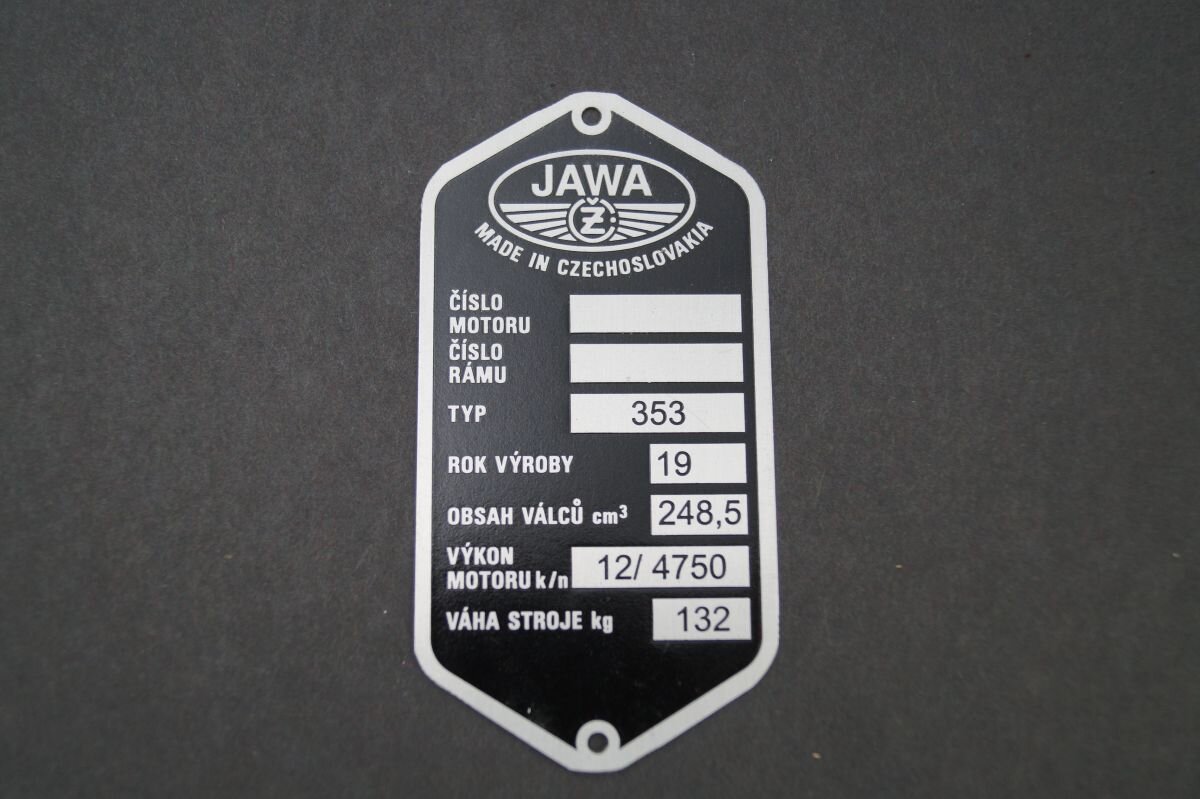 JAWA
ČŽ
MADE IN CZECHOSLOVAKIA
ČÍSLO
MOTORU
ČÍSLO
RÁMU
TYP 353
ROK VÝROBY 19
OBSAH VÁLCŮ cm³ 248,5
VÝKON
MOTORU k/n 12/ 4750
VÁHA STROJE kg 132